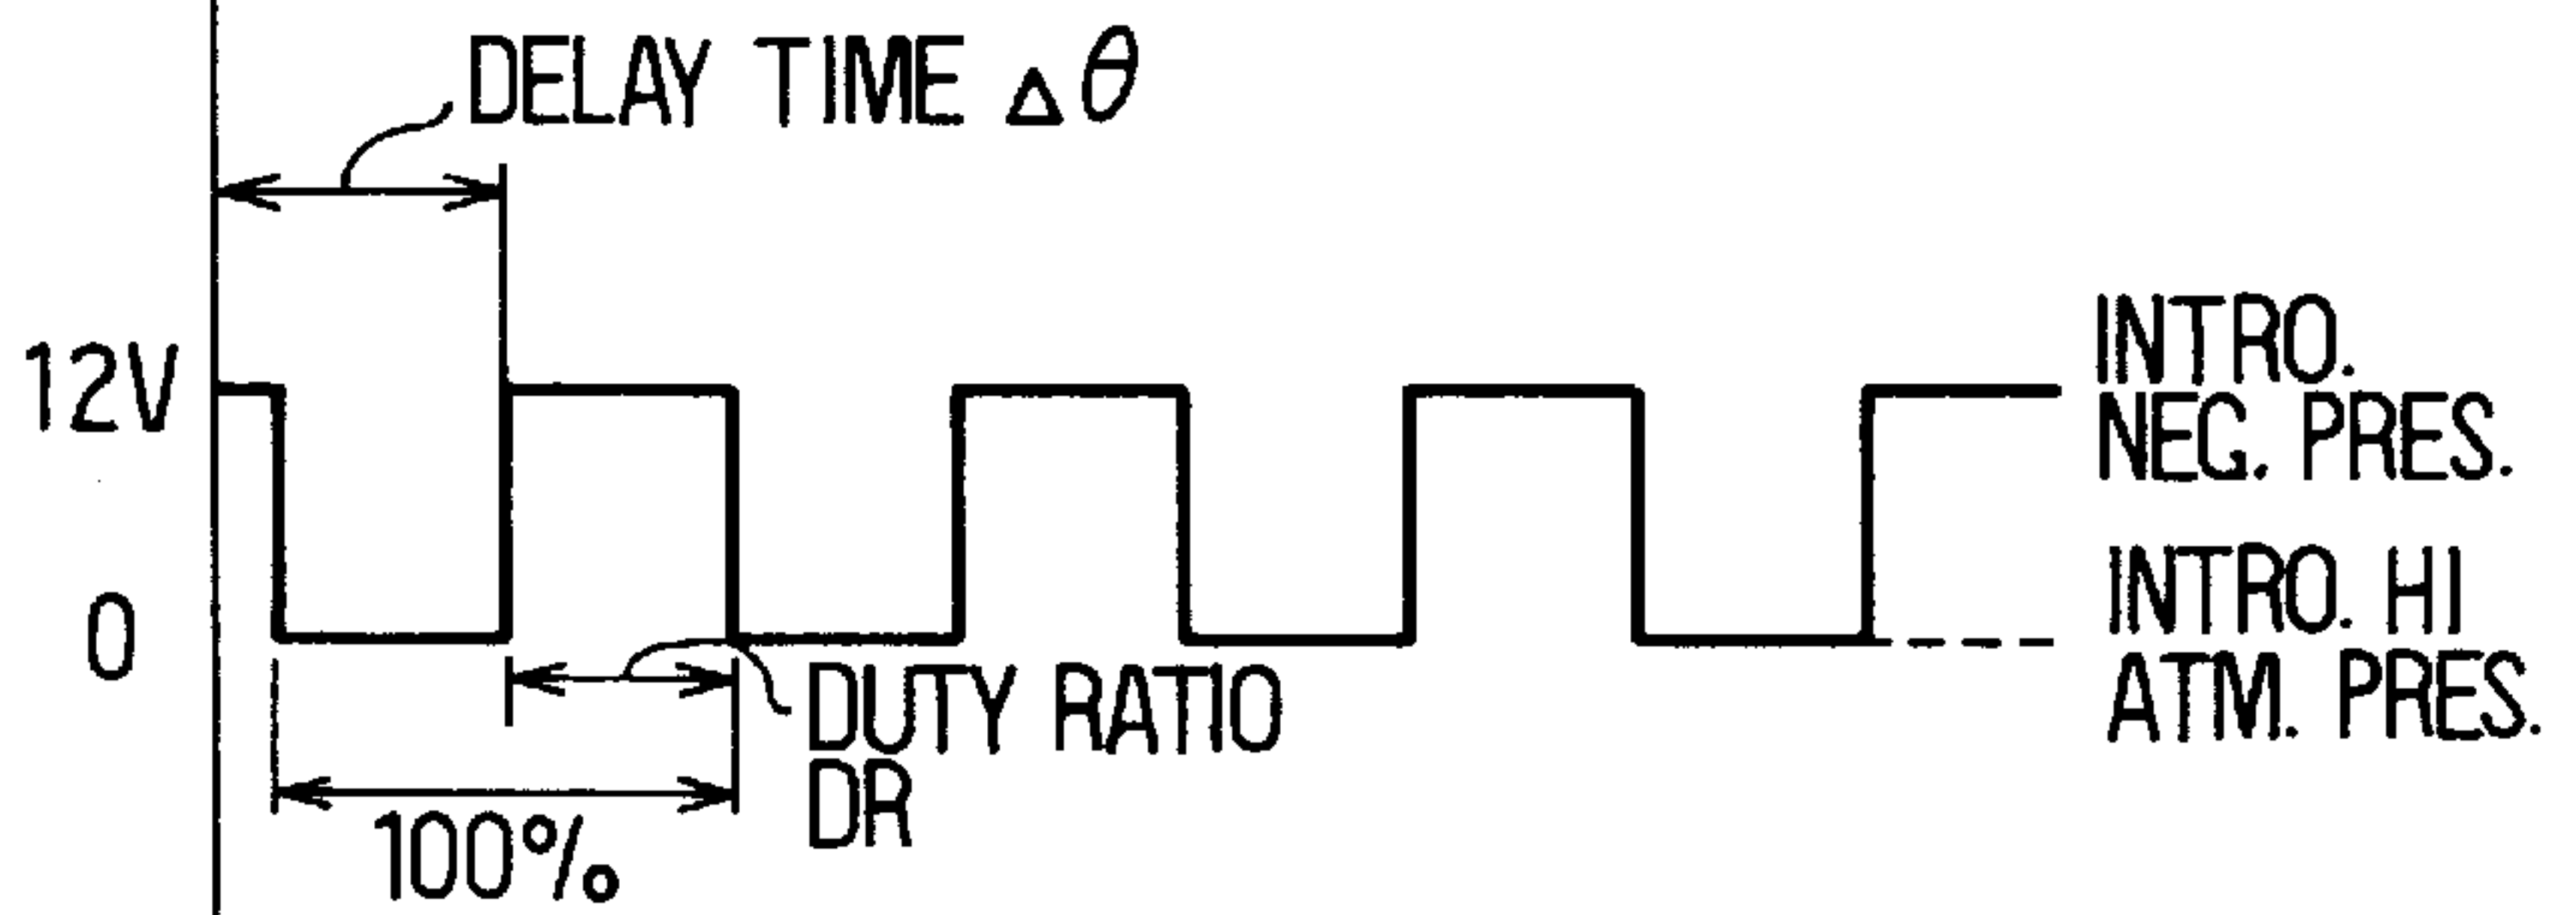 DELAY TIME Δθ
12V
INTRO.
NEG. PRES.
0
INTRO. HI
ATM. PRES.
DUTY RATIO
DR
100%